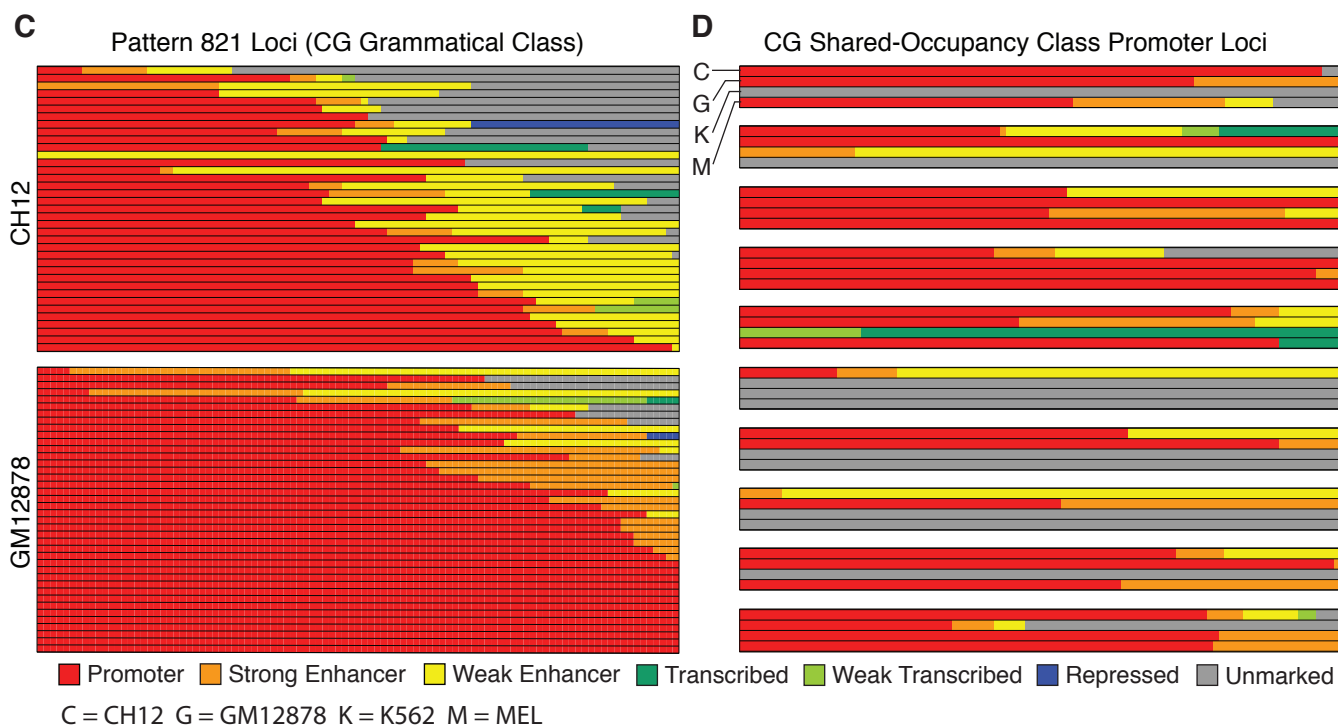 C
Pattern 821 Loci (CG Grammatical Class)
CH12
GM12878
D
CG Shared-Occupancy Class Promoter Loci
C
G
K
M
Promoter Strong Enhancer Weak Enhancer Transcribed Weak Transcribed Repressed Unmarked
C = CH12 G = GM12878 K = K562 M = MEL